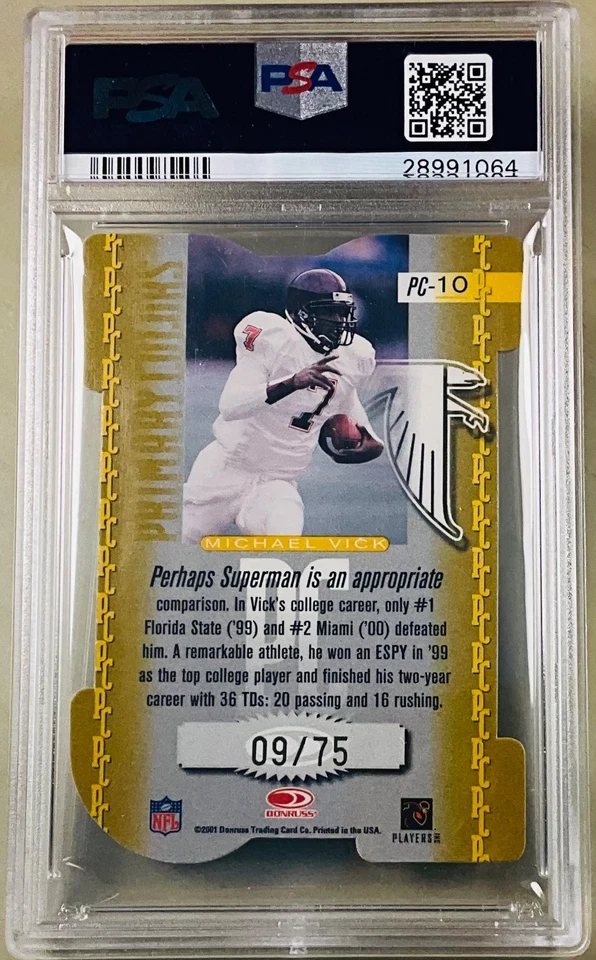 PSA
PSA
28991064
PC-10
PRIMARY COLORS
7
7
MICHAEL VICK
PC
Perhaps Superman is an appropriate
comparison. In Vick's college career, only #1
Florida State ('99) and #2 Miami ('00) defeated
him. A remarkable athlete, he won an ESPY in '99
as the top college player and finished his two-year
career with 36 TDs: 20 passing and 16 rushing.
09/75
NFL
DONRUSS
©2001 Donruss Trading Card Co. Printed in the USA.
PLAYERS INC